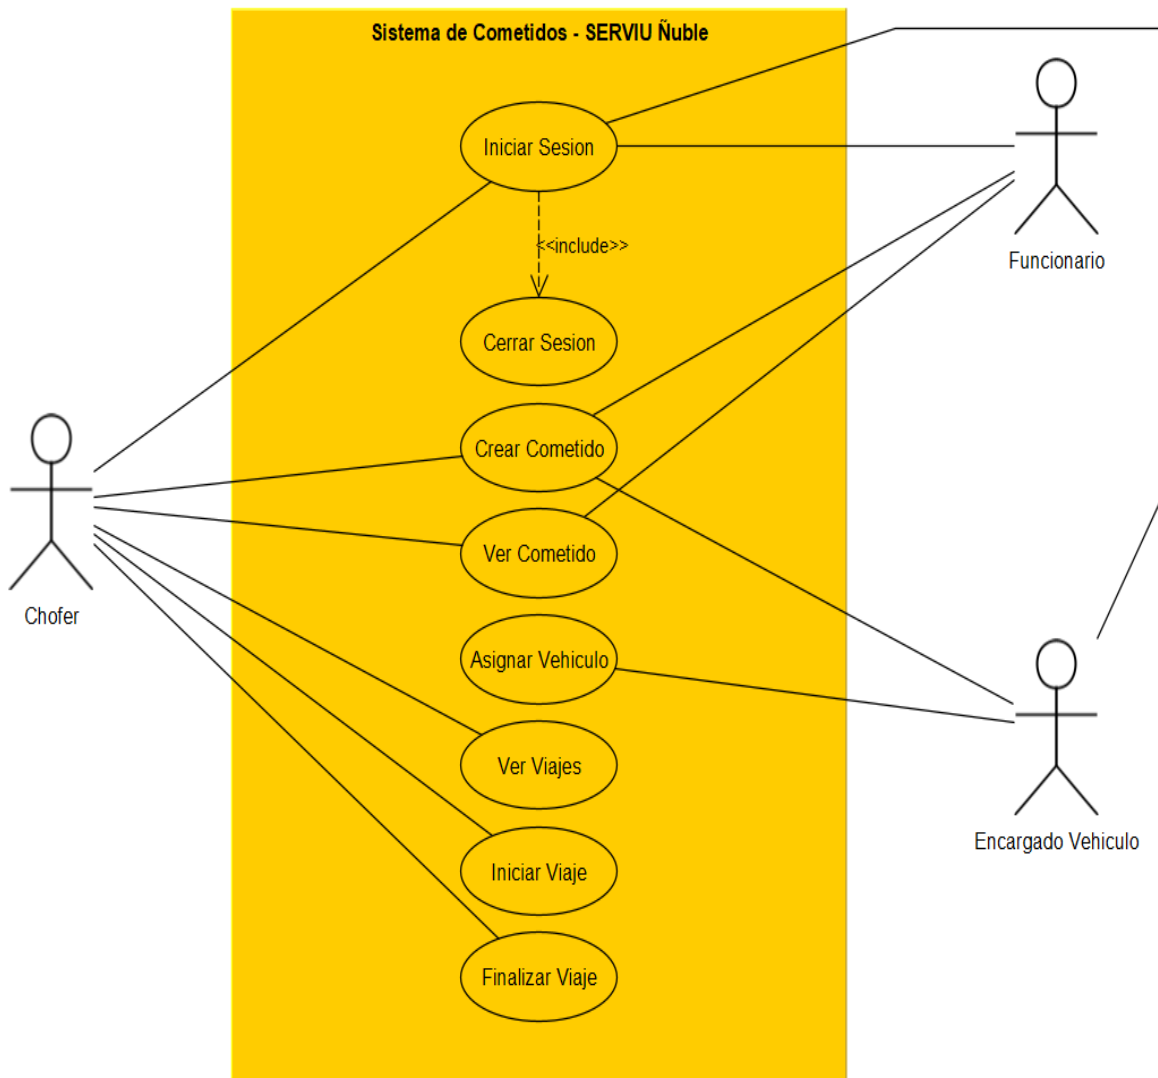 Sistema de Cometidos - SERVIU Ñuble
Iniciar Sesion
<<include>>
Funcionario
Cerrar Sesion
Crear Cometido
Ver Cometido
Chofer
Asignar Vehiculo
Ver Viajes
Encargado Vehiculo
Iniciar Viaje
Finalizar Viaje